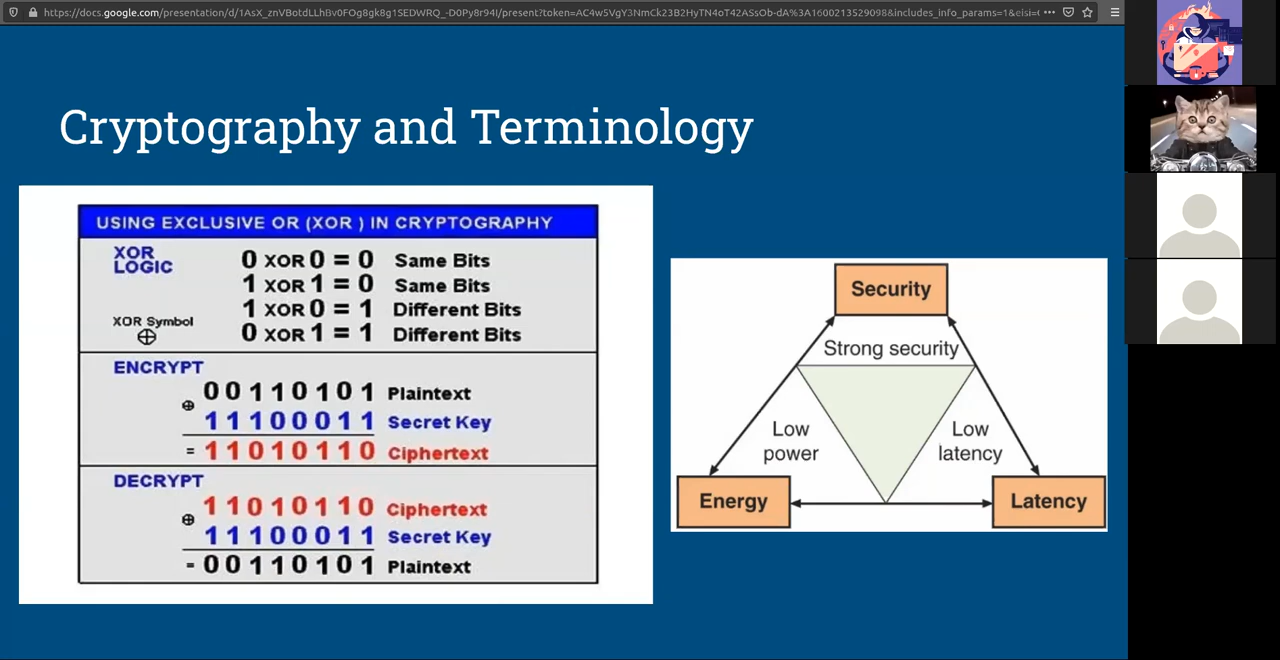 https://docs.google.com/presentation/d/1AsX_znVBotdLLhBv0FOg8gk8g1SEDWRQ_-D0Py8r94I/present?token=AC4w5VgY3NmCk23B2HyTN4oT42ASsOb-dA%3A1600213529098&includes_info_params=1&eisi=
Cryptography and Terminology
USING EXCLUSIVE OR (XOR ) IN CRYPTOGRAPHY
XOR
LOGIC
0 XOR 0 = 0 Same Bits
1 XOR 1 = 0 Same Bits
1 XOR 0 = 1 Different Bits
0 XOR 1 = 1 Different Bits
XOR Symbol
⊕
ENCRYPT
00110101 Plaintext
⊕ 11100011 Secret Key
= 11010110 Ciphertext
DECRYPT
11010110 Ciphertext
⊕ 11100011 Secret Key
= 00110101 Plaintext
Security
Strong security
Low
power
Low
latency
Energy
Latency